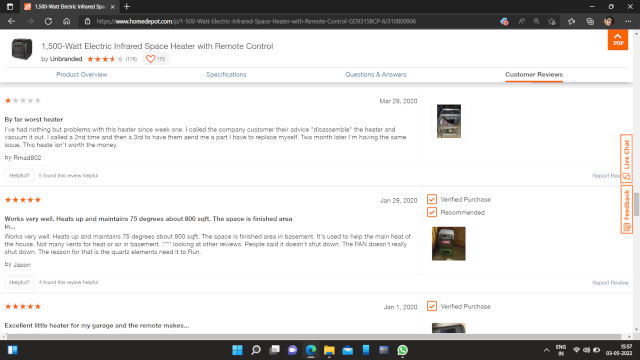 1,500-Watt Electric Infrared Spac
https://www.homedepot.com/p/1-500-Watt-Electric-Infrared-Space-Heater-with-Remote-Control-GD9315BCP-6/310800906
1,500-Watt Electric Infrared Space Heater with Remote Control
TOP
by Unbranded (178) 175
Product Overview Specifications Questions & Answers Customer Reviews
Mar 29, 2020
By far worst heater
I've had nothing but problems with this heater since week one. I called the company customer their advice "disassemble" the heater and
vacuum it out. I called a 2nd time and then a 3rd to have them send me a part I have to replace myself. Two month later I'm having the same
issue. This heate isn't worth the money.
by Rmad802
Live Chat
Helpful? 5 found this review helpful Report Review
Feedback
Jan 29, 2020 Verified Purchase
Recommended
Works very well. Heats up and maintains 75 degrees about 800 sqft. The space is finished area
in...
Works very well. Heats up and maintains 75 degrees about 800 sqft. The space is finished area in basement. It's used to help the main heat of
the house. Not many vents for heat or air in basement. **** looking at other reviews. People said it doesn't shut down. The FAN doesn't really
shut down. The reason for that is the quartz elements need it to Run.
by Jason
Helpful? 4 found this review helpful Report Review
Jan 1, 2020 Verified Purchase
Excellent little heater for my garage and the remote makes...
ENG
IN
15:57
03-05-2022